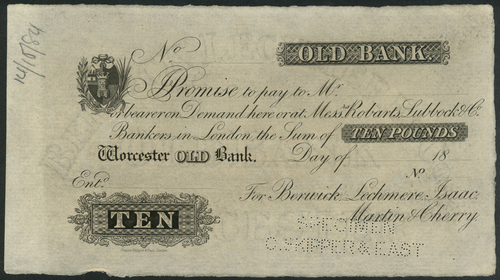 14/10/84
No
OLD BANK.
I Promise to pay to Mr
or bearer on Demand here or at Messrs Robarts, Lubbock & Co.
Bankers in London the Sum of TEN POUNDS
Worcester OLD Bank. Day of 18
No
Entd.
For Berwick, Lechmere, Isaac,
TEN
Martin & Cherry.
SPECIMEN
C. SKIPPER & EAST